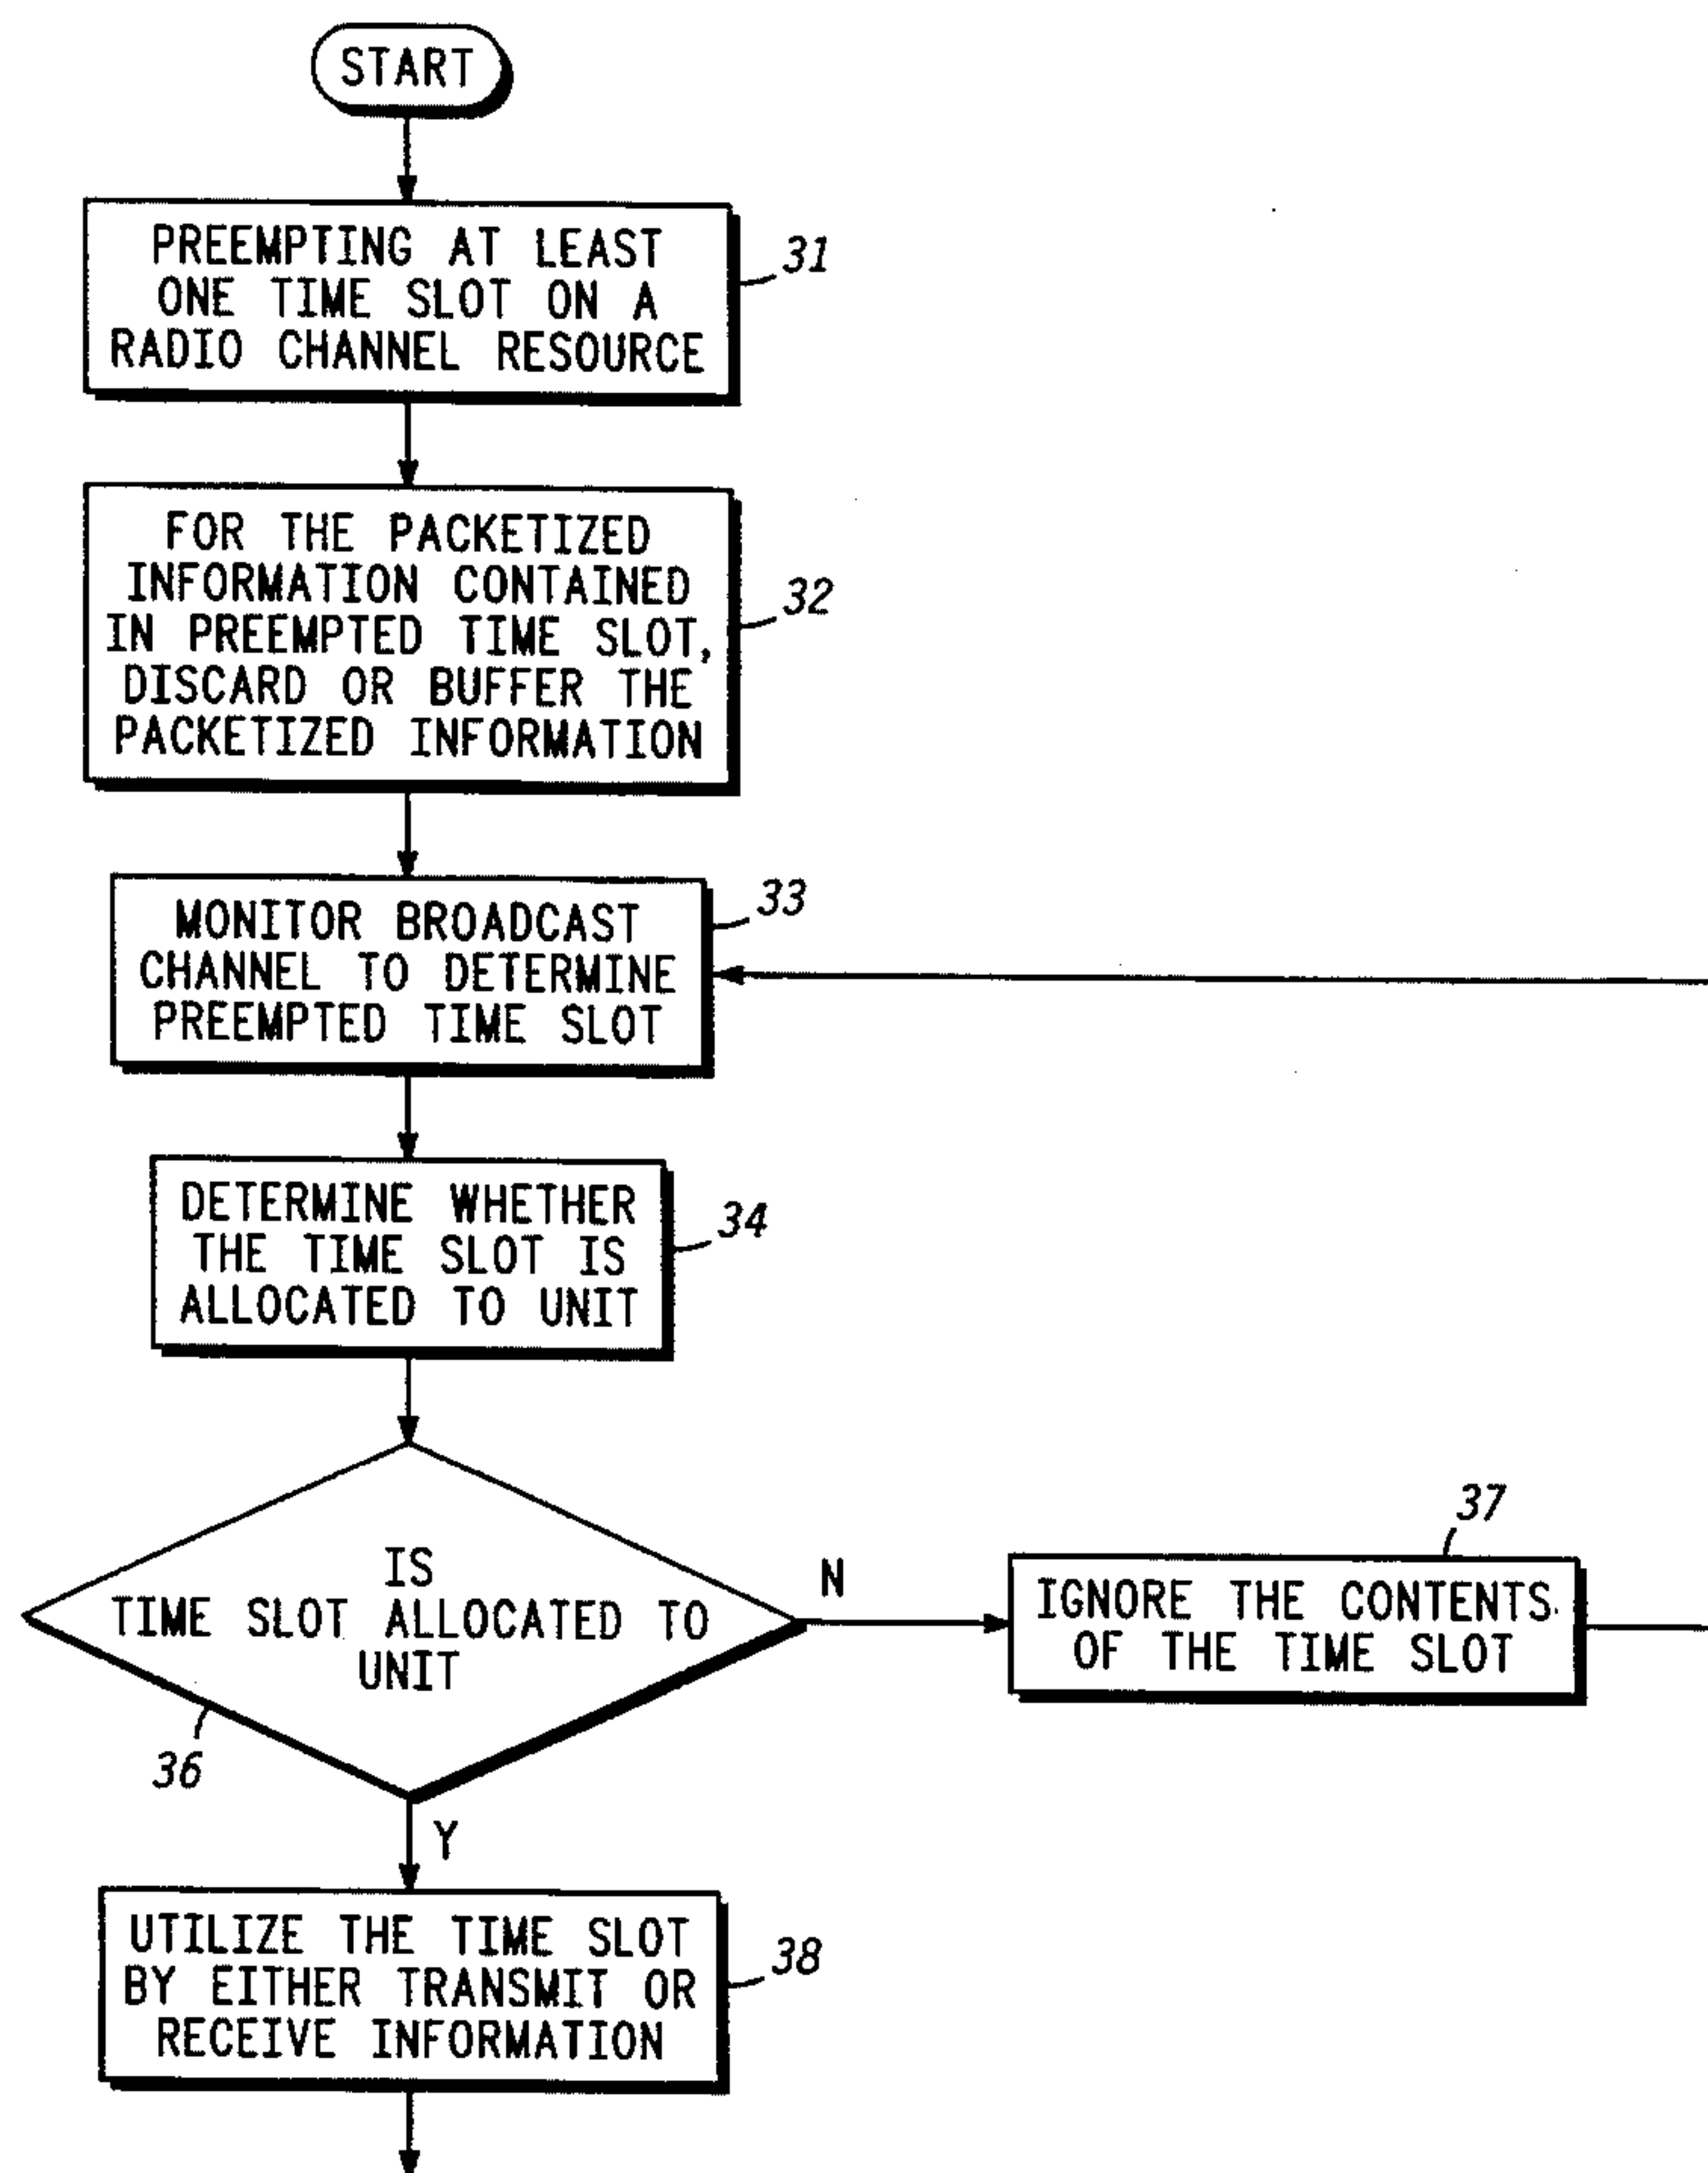 START
PREEMPTING AT LEAST
ONE TIME SLOT ON A
RADIO CHANNEL RESOURCE
31
FOR THE PACKETIZED
INFORMATION CONTAINED
IN PREEMPTED TIME SLOT,
DISCARD OR BUFFER THE
PACKETIZED INFORMATION
32
MONITOR BROADCAST
CHANNEL TO DETERMINE
PREEMPTED TIME SLOT
33
DETERMINE WHETHER
THE TIME SLOT IS
ALLOCATED TO UNIT
34
IS
TIME SLOT ALLOCATED TO
UNIT
36
N
IGNORE THE CONTENTS
OF THE TIME SLOT
37
Y
UTILIZE THE TIME SLOT
BY EITHER TRANSMIT OR
RECEIVE INFORMATION
38